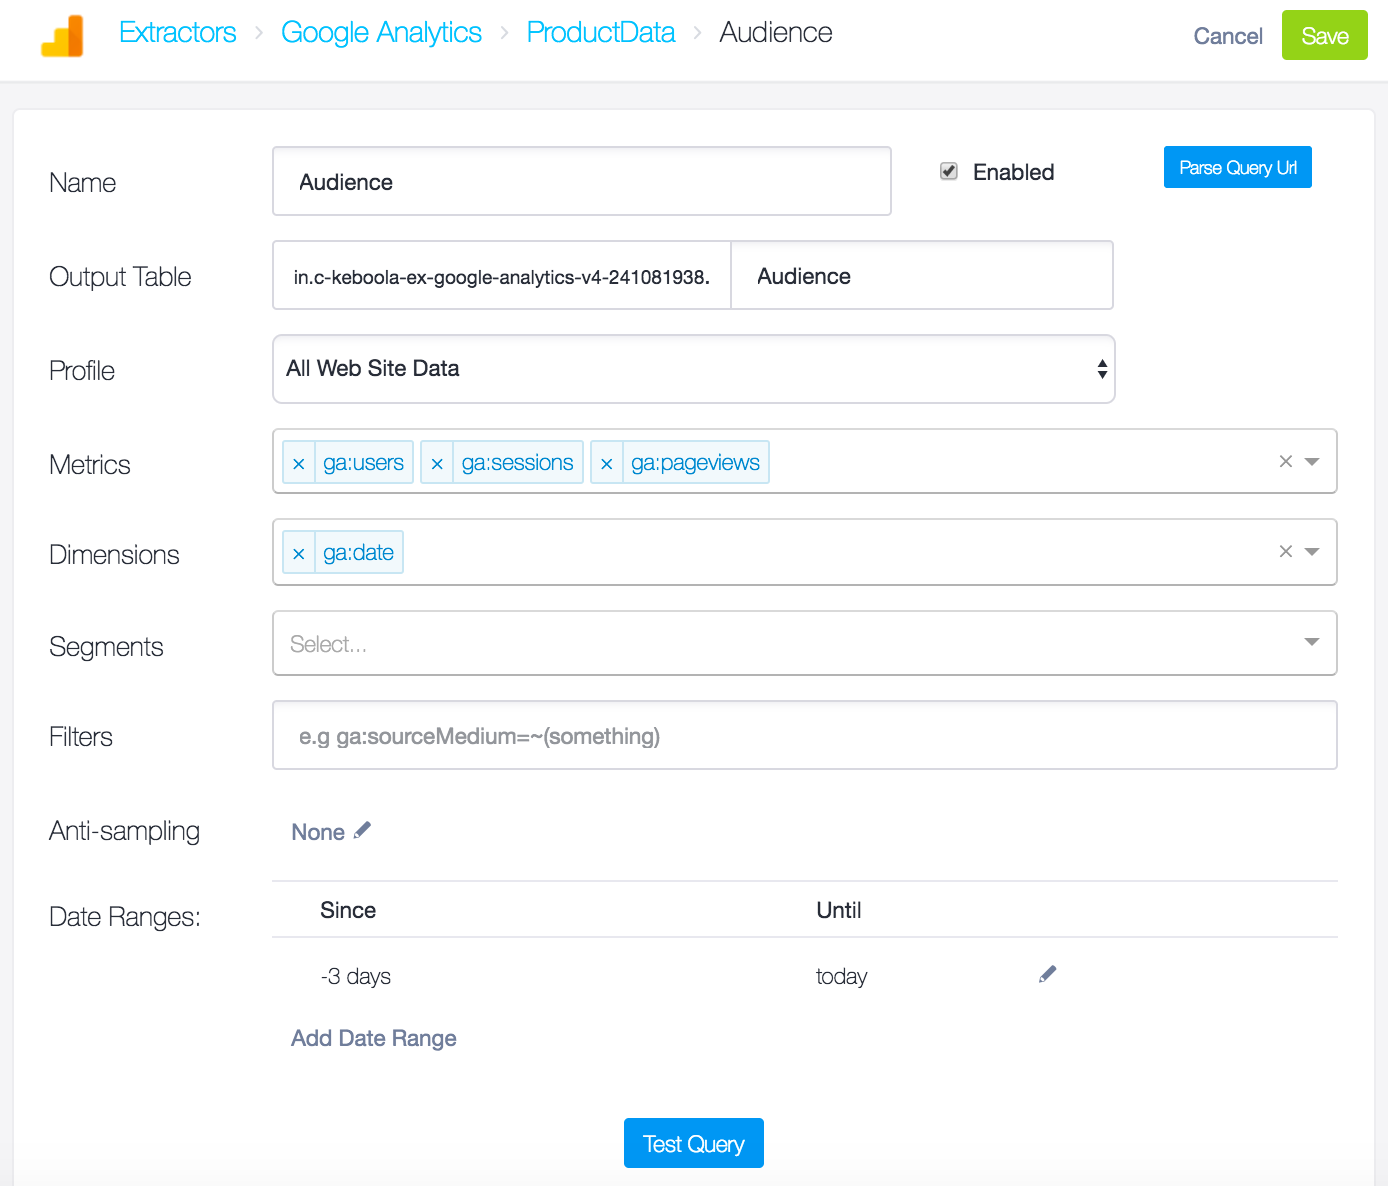 Extractors > Google Analytics > ProductData > Audience
Cancel
Save
Name
Audience
Enabled
Parse Query Url
Output Table
in.c-keboola-ex-google-analytics-v4-241081938.
Audience
Profile
All Web Site Data
Metrics
× ga:users × ga:sessions × ga:pageviews
Dimensions
× ga:date
Segments
Select...
Filters
e.g ga:sourceMedium=~(something)
Anti-sampling
None
Date Ranges:
Since
Until
-3 days
today
Add Date Range
Test Query